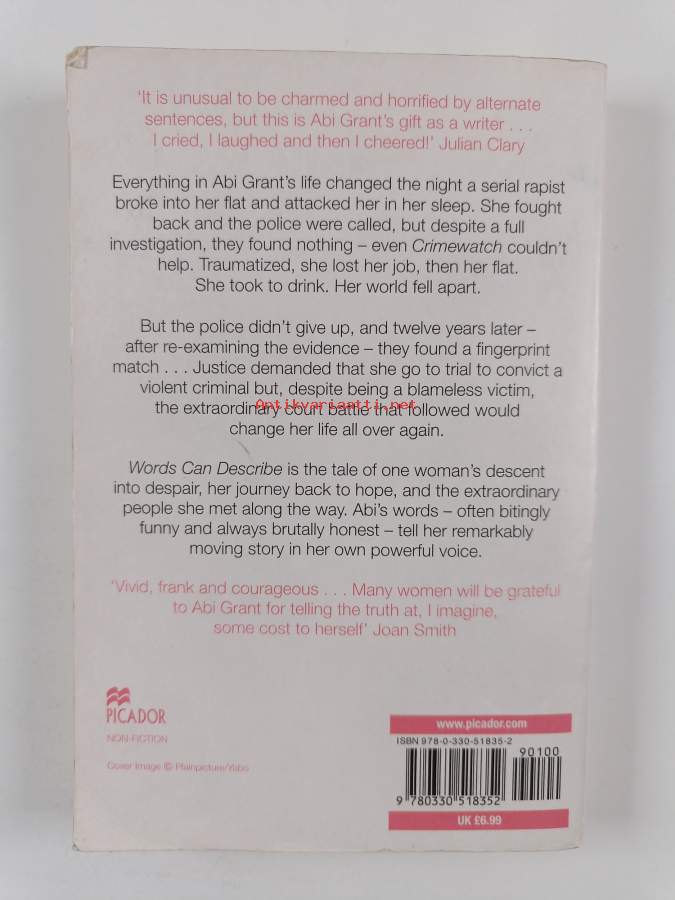 ‘It is unusual to be charmed and horrified by alternate
sentences, but this is Abi Grant’s gift as a writer . . .
I cried, I laughed and then I cheered!’ Julian Clary
Everything in Abi Grant’s life changed the night a serial rapist
broke into her flat and attacked her in her sleep. She fought
back and the police were called, but despite a full
investigation, they found nothing – even Crimewatch couldn’t
help. Traumatized, she lost her job, then her flat.
She took to drink. Her world fell apart.
But the police didn’t give up, and twelve years later –
after re-examining the evidence – they found a fingerprint
match . . . Justice demanded that she go to trial to convict a
violent criminal but, despite being a blameless victim,
the extraordinary court battle that followed would
Antikvariantti.net
change her life all over again.
Words Can Describe is the tale of one woman’s descent
into despair, her journey back to hope, and the extraordinary
people she met along the way. Abi’s words – often bitingly
funny and always brutally honest – tell her remarkably
moving story in her own powerful voice.
‘Vivid, frank and courageous . . . Many women will be grateful
to Abi Grant for telling the truth at, I imagine,
some cost to herself’ Joan Smith
PICADOR
NON-FICTION
Cover Image © Plainpicture/Yabo
www.picador.com
ISBN 978-0-330-51835-2
90100
9 780330 518352
UK £6.99